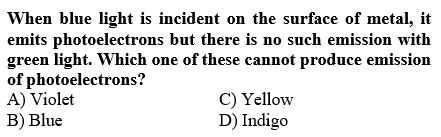 When blue light is incident on the surface of metal, it
emits photoelectrons but there is no such emission with
green light. Which one of these cannot produce emission
of photoelectrons?
A) Violet C) Yellow
B) Blue D) Indigo